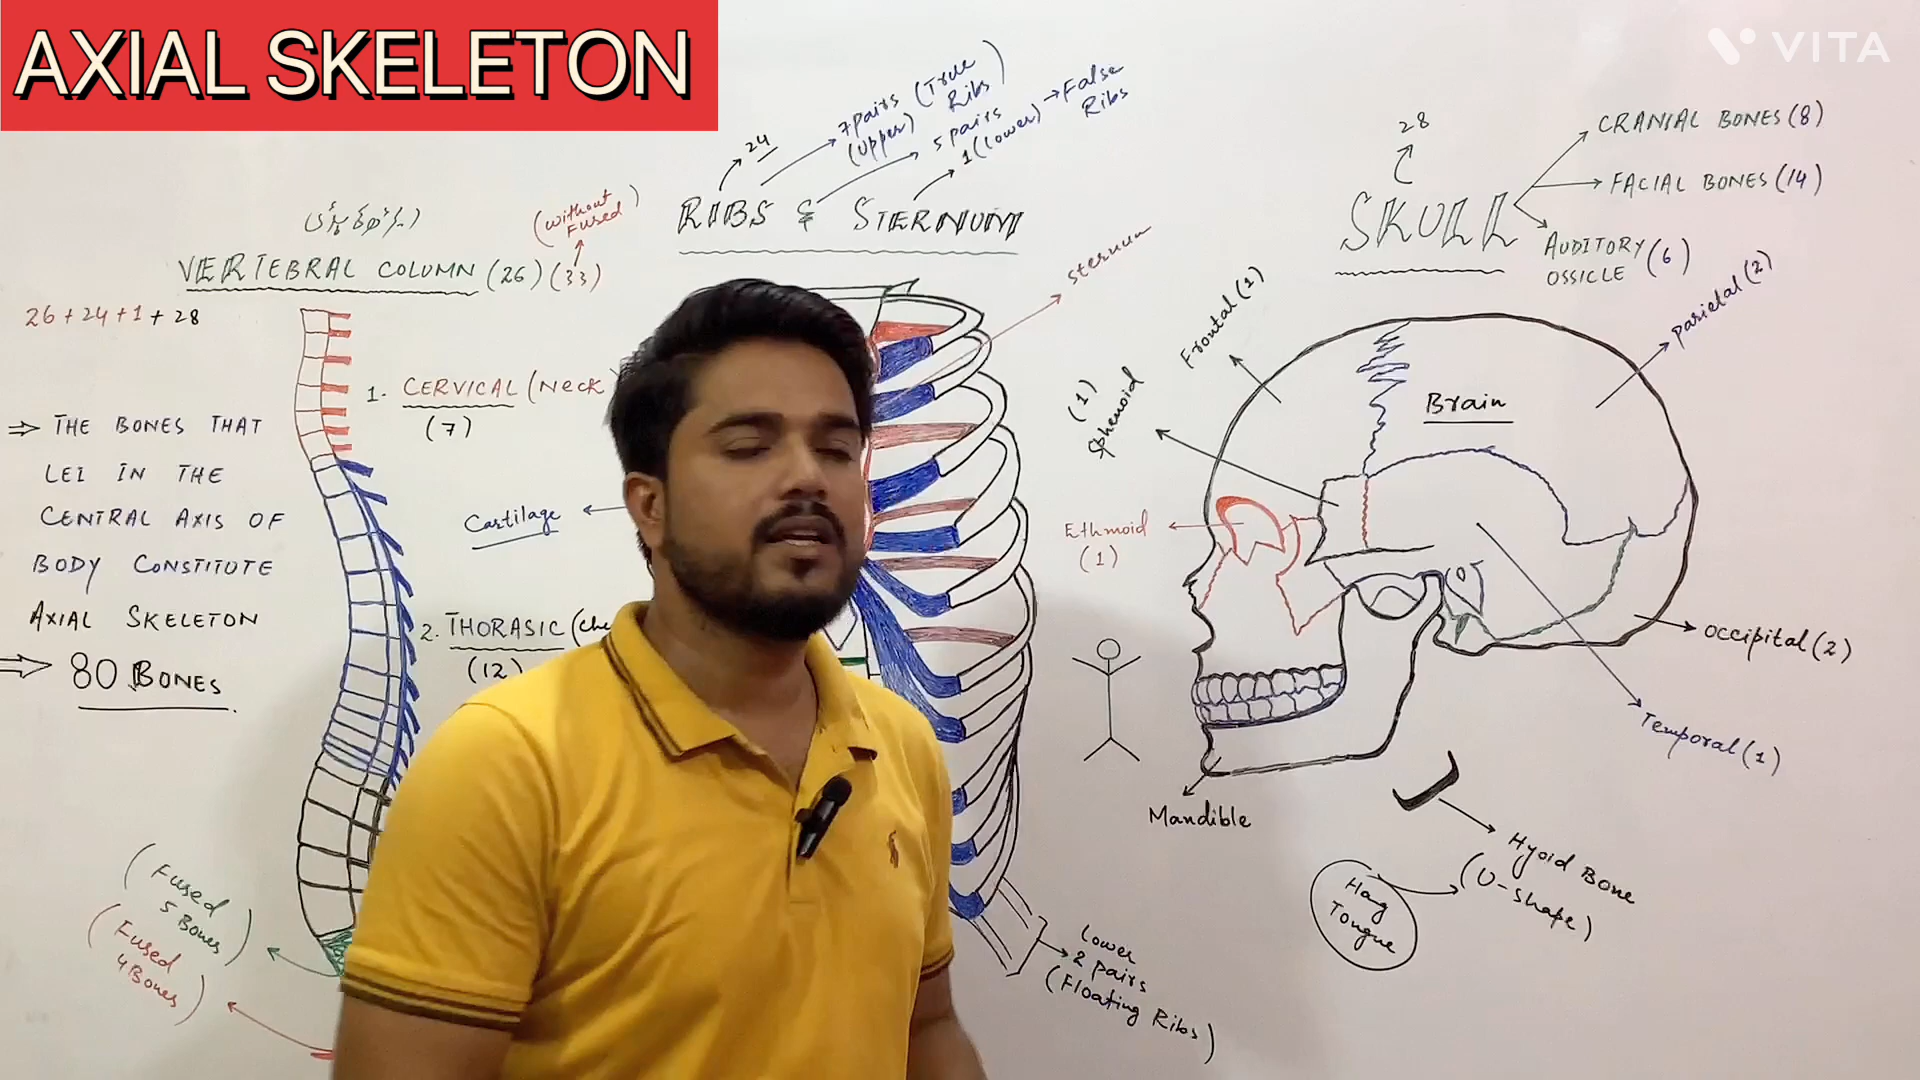 AXIAL SKELETON
VITA
26 + 24 + 1 + 28
⇒ THE BONES THAT
LEI IN THE
CENTRAL AXIS OF
BODY CONSTITUTE
AXIAL SKELETON
⇒ 80 BONES
VERTEBRAL COLUMN (26) (33)
(without
Fused)
1. CERVICAL (Neck
(7)
Cartilage
2. THORASIC (Che
(12)
(Fused
5 Bones)
(Fused
4 Bones)
RIBS & STERNUM
24
7 pairs (True
(Upper) Ribs)
5 pairs
(lower) → False
Ribs
1
sternum
Lower
2 pairs
(Floating Ribs)
28
SKULL
CRANIAL BONES (8)
FACIAL BONES (14)
AUDITORY (6)
OSSICLE
Frontal (1)
Parietal (2)
(1)
Sphenoid
Brain
Ethmoid
(1)
Occipital (2)
Temporal (1)
Mandible
Hyoid Bone
(U-shape)
Hang
Tongue